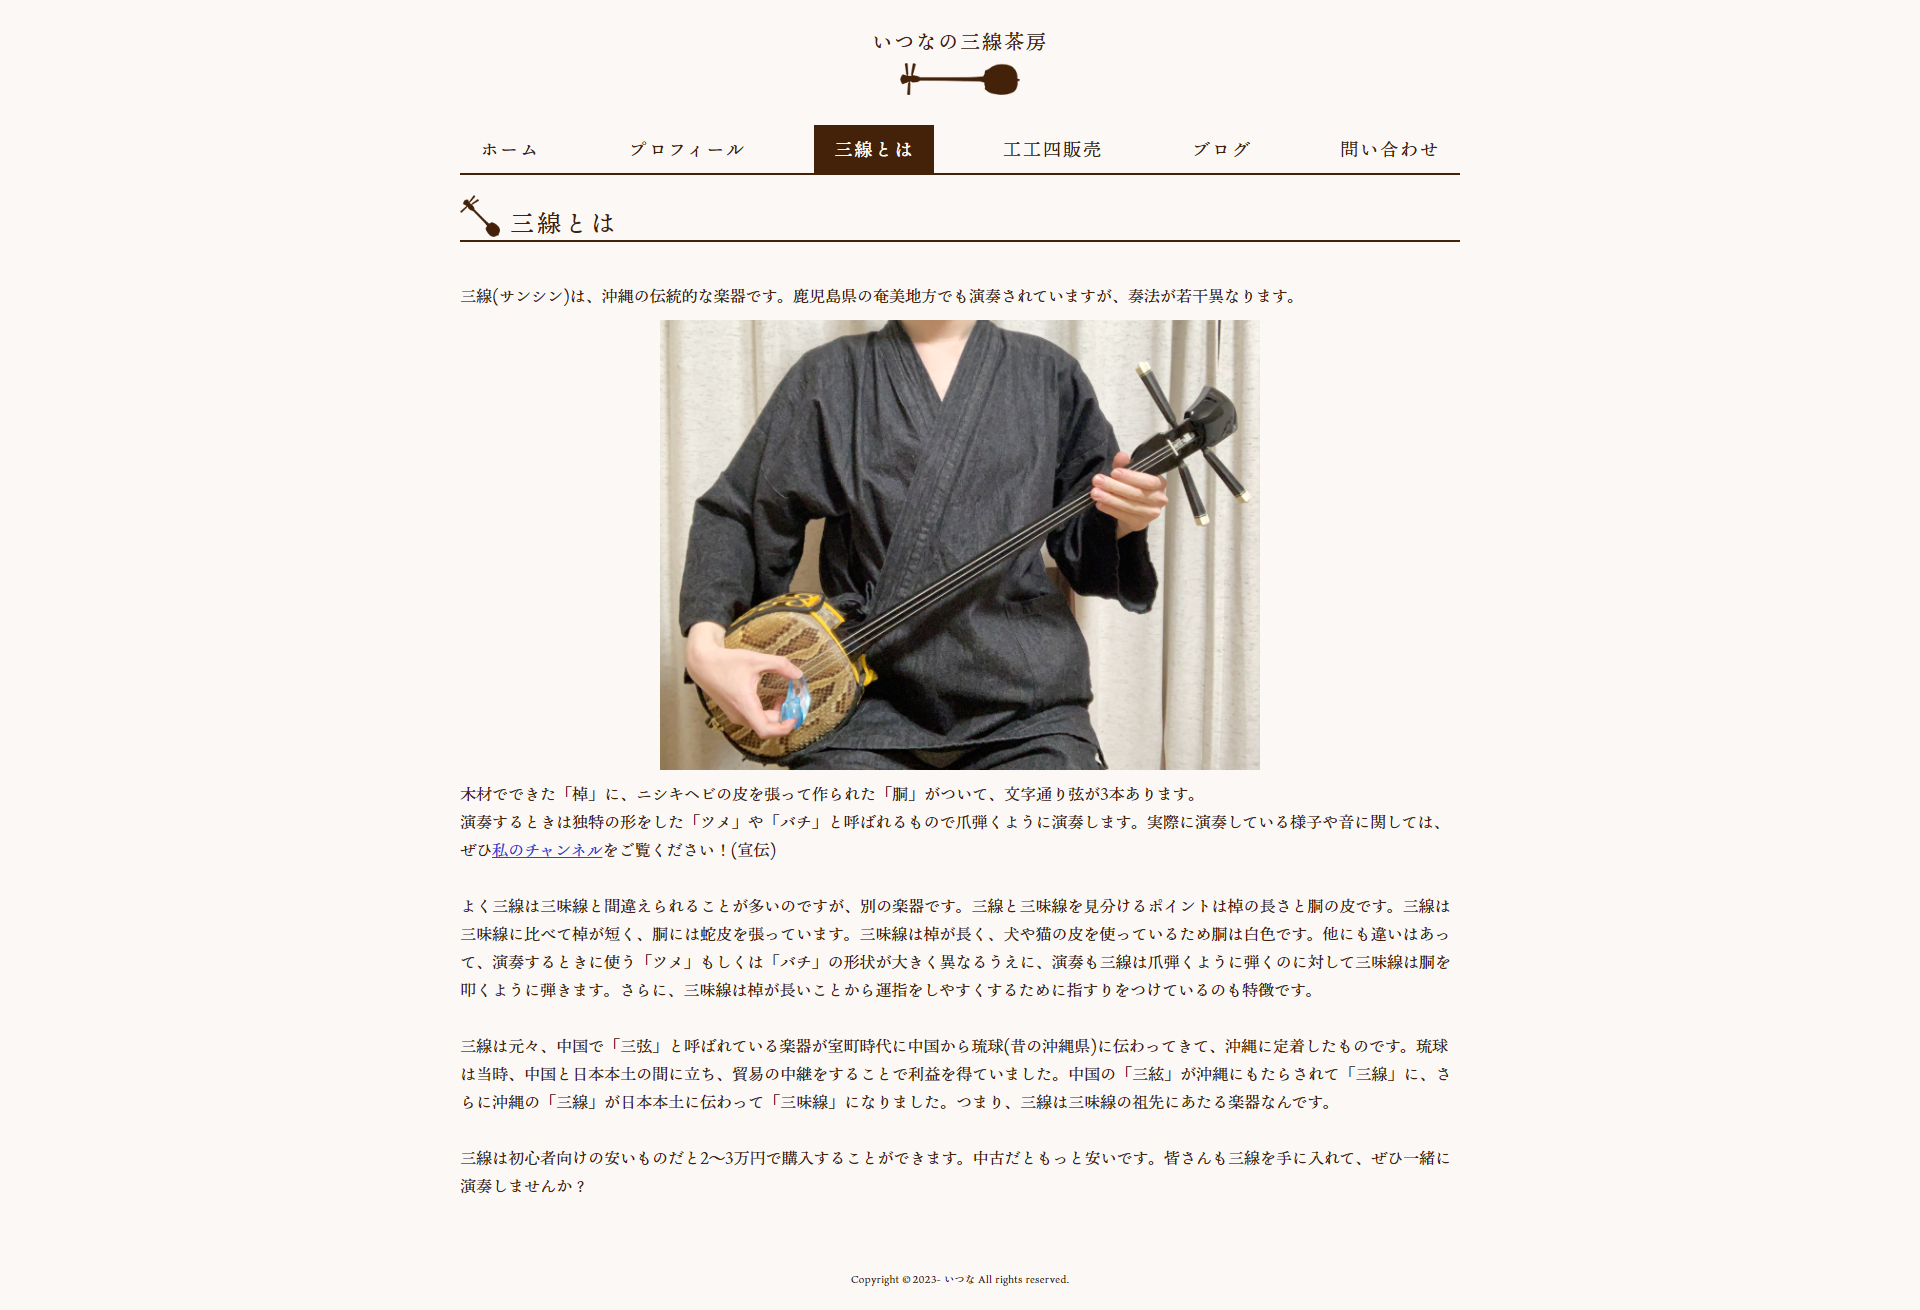 いつなの三線茶房
ホーム
プロフィール
三線とは
工工四販売
ブログ
問い合わせ
三線とは
三線(サンシン)は、沖縄の伝統的な楽器です。鹿児島県の奄美地方でも演奏されていますが、奏法が若干異なります。
木材でできた「棹」に、ニシキヘビの皮を張って作られた「胴」がついて、文字通り弦が3本あります。
演奏するときは独特の形をした「ツメ」や「バチ」と呼ばれるもので爪弾くように演奏します。実際に演奏している様子や音に関しては、
ぜひ私のチャンネルをご覧ください！(宣伝)
よく三線は三味線と間違えられることが多いのですが、別の楽器です。三線と三味線を見分けるポイントは棹の長さと胴の皮です。三線は
三味線に比べて棹が短く、胴には蛇皮を張っています。三味線は棹が長く、犬や猫の皮を使っているため胴は白色です。他にも違いはあっ
て、演奏するときに使う「ツメ」もしくは「バチ」の形状が大きく異なるうえに、演奏も三線は爪弾くように弾くのに対して三味線は胴を
叩くように弾きます。さらに、三味線は棹が長いことから運指をしやすくするために指すりをつけているのも特徴です。
三線は元々、中国で「三弦」と呼ばれている楽器が室町時代に中国から琉球(昔の沖縄県)に伝わってきて、沖縄に定着したものです。琉球
は当時、中国と日本本土の間に立ち、貿易の中継をすることで利益を得ていました。中国の「三絃」が沖縄にもたらされて「三線」に、さ
らに沖縄の「三線」が日本本土に伝わって「三味線」になりました。つまり、三線は三味線の祖先にあたる楽器なんです。
三線は初心者向けの安いものだと2〜3万円で購入することができます。中古だともっと安いです。皆さんも三線を手に入れて、ぜひ一緒に
演奏しませんか？
Copyright © 2023- いつな All rights reserved.